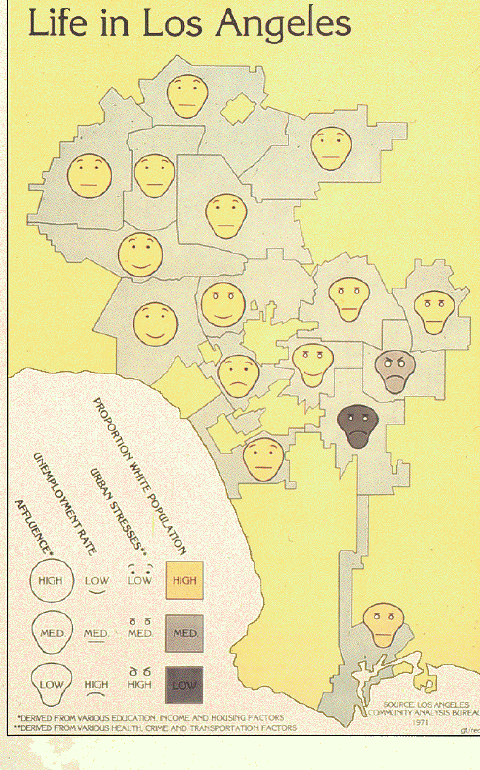 Life in Los Angeles
AFFLUENCE*
UNEMPLOYMENT RATE
URBAN STRESSES**
PROPORTION WHITE POPULATION
HIGH LOW LOW HIGH
MED. MED. MED. MED.
LOW HIGH HIGH LOW
*DERIVED FROM VARIOUS EDUCATION, INCOME AND HOUSING FACTORS
**DERIVED FROM VARIOUS HEALTH, CRIME AND TRANSPORTATION FACTORS
SOURCE: LOS ANGELES
COMMUNITY ANALYSIS BUREAU
1971